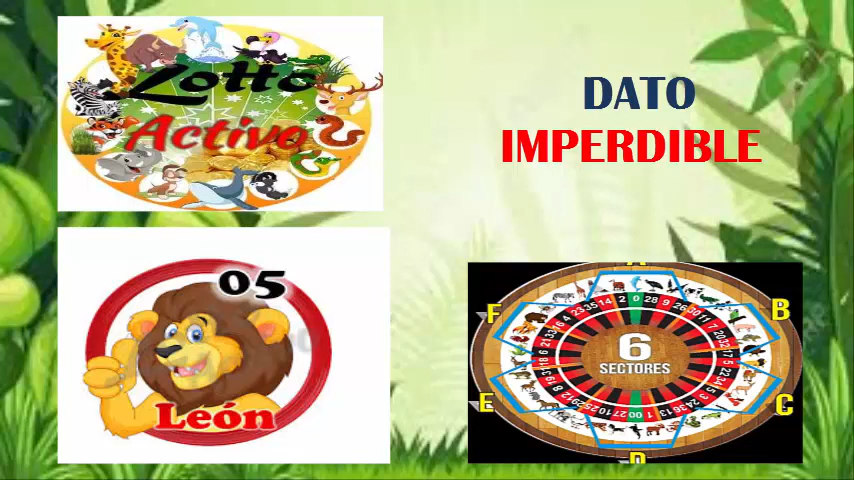 Lotto
Activo
DATO
IMPERDIBLE
05
León
A
F
B
6
SECTORES
E
C
D